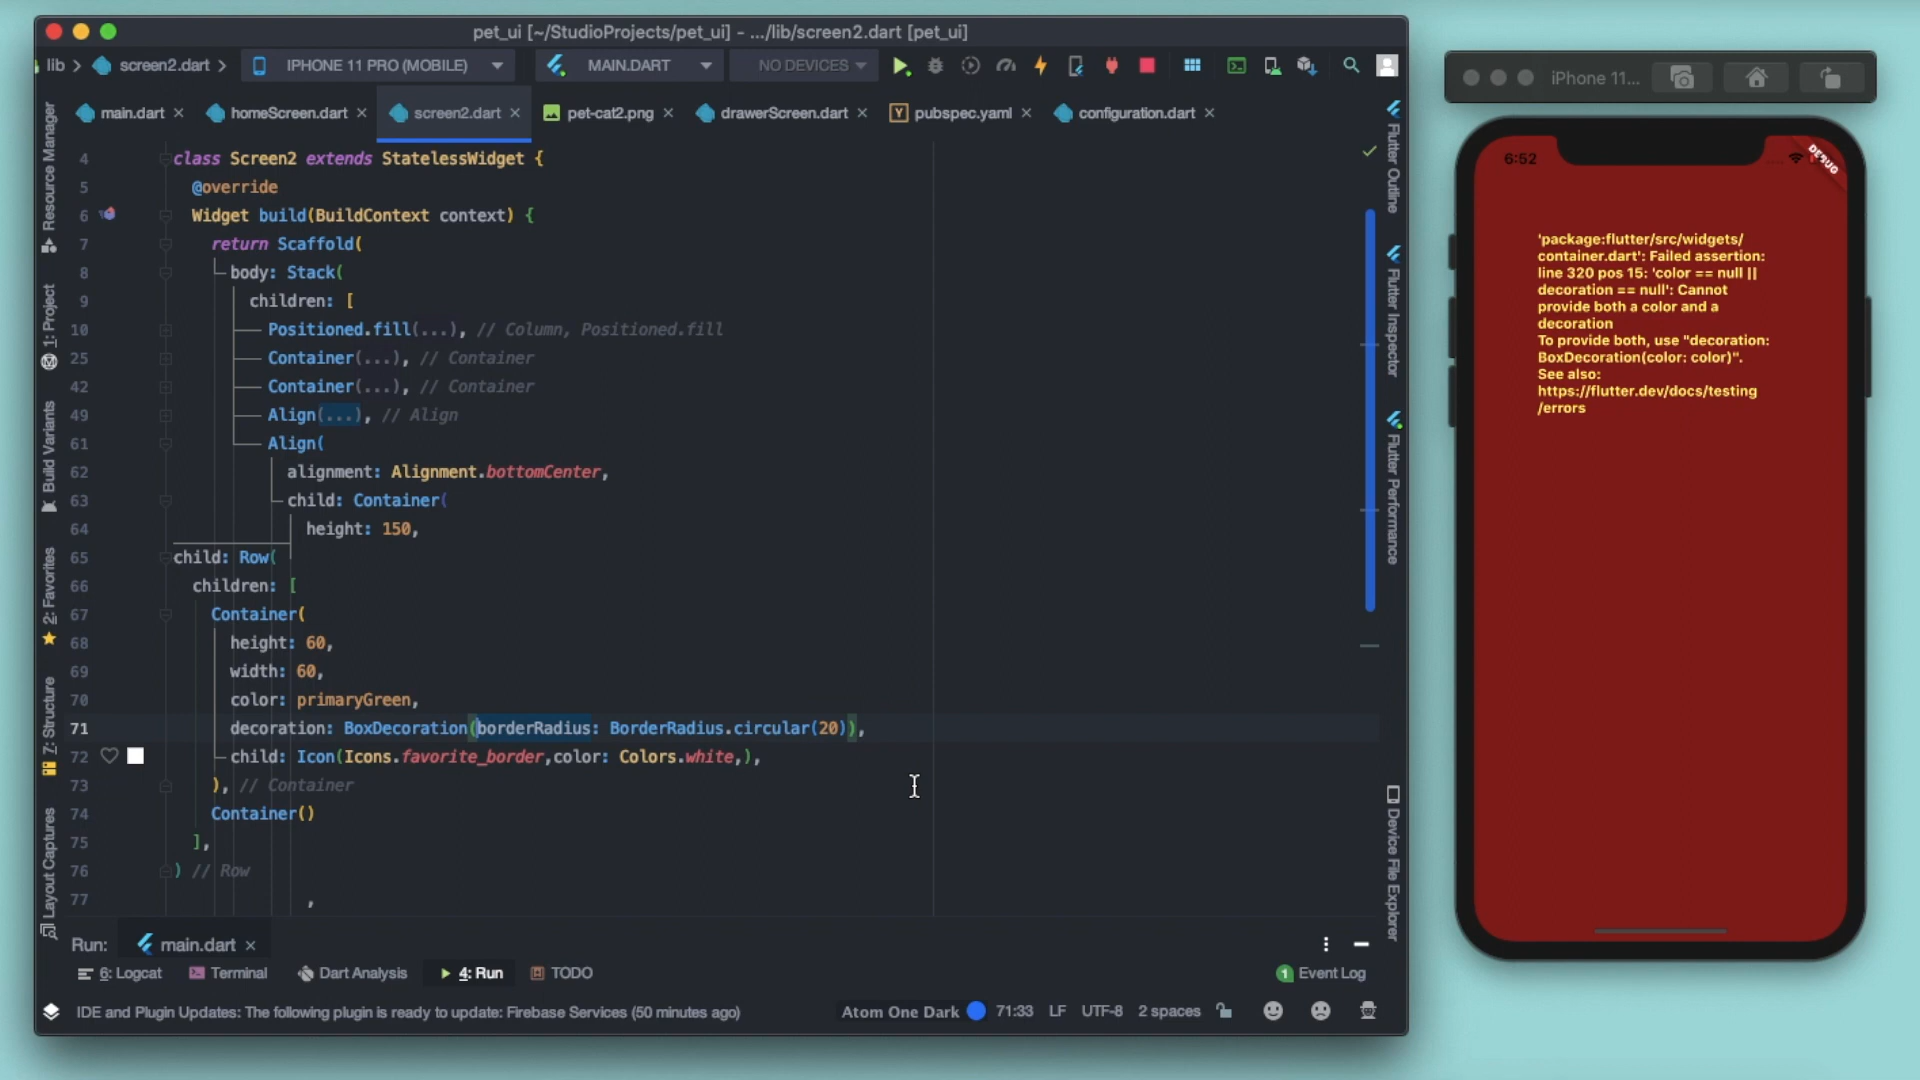 pet_ui [~/StudioProjects/pet_ui] - .../lib/screen2.dart [pet_ui]
lib
screen2.dart
IPHONE 11 PRO (MOBILE)
MAIN.DART
NO DEVICES
main.dart
homeScreen.dart
screen2.dart
pet-cat2.png
drawerScreen.dart
Y
pubspec.yaml
configuration.dart
Resource Manager
1: Project
Build Variants
2: Favorites
7: Structure
Layout Captures
4 class Screen2 extends StatelessWidget {
5 @override
6 Widget build(BuildContext context) {
7 return Scaffold(
8 body: Stack(
9 children: [
10 Positioned.fill(...), // Column, Positioned.fill
25 Container(...), // Container
42 Container(...), // Container
49 Align(...), // Align
61 Align(
62 alignment: Alignment.bottomCenter,
63 child: Container(
64 height: 150,
65 child: Row(
66 children: [
67 Container(
68 height: 60,
69 width: 60,
70 color: primaryGreen,
71 decoration: BoxDecoration(borderRadius: BorderRadius.circular(20)),
72 child: Icon(Icons.favorite_border,color: Colors.white,),
73 ), // Container
74 Container()
75 ],
76 ) // Row
77 ,
Flutter Outline
Flutter Inspector
Flutter Performance
Device File Explorer
Run:
main.dart
6: Logcat
Terminal
Dart Analysis
4: Run
TODO
1
Event Log
IDE and Plugin Updates: The following plugin is ready to update: Firebase Services (50 minutes ago)
Atom One Dark
71:33
LF
UTF-8
2 spaces
iPhone 11...
6:52
DEBUG
'package:flutter/src/widgets/
container.dart': Failed assertion:
line 320 pos 15: 'color == null ||
decoration == null': Cannot
provide both a color and a
decoration
To provide both, use "decoration:
BoxDecoration(color: color)".
See also:
https://flutter.dev/docs/testing
/errors